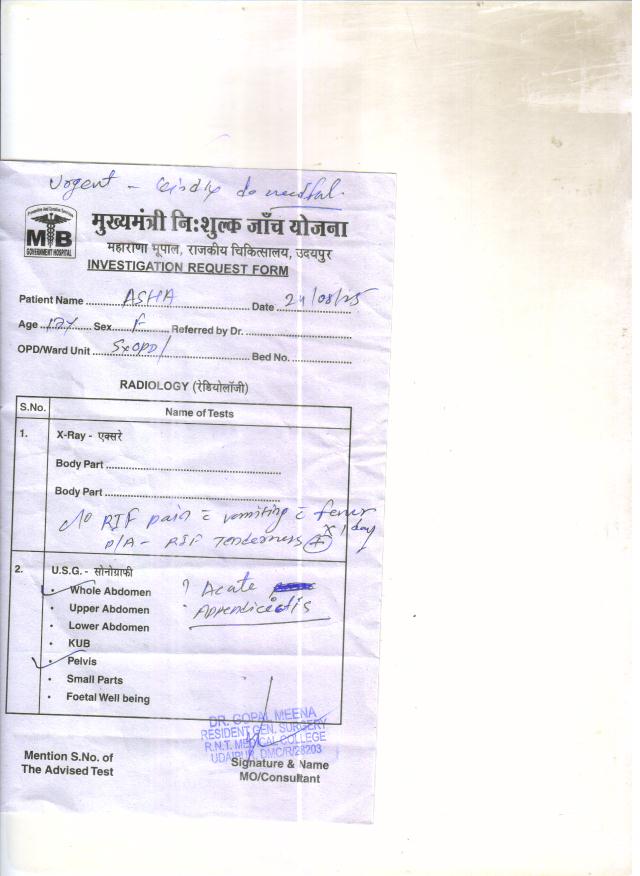 Urgent - kindly do needful.
मुख्यमंत्री निःशुल्क जाँच योजना
MB
GOVERNMENT HOSPITAL
महाराणा भूपाल, राजकीय चिकित्सालय, उदयपुर
INVESTIGATION REQUEST FORM
Patient Name ASHA Date 24/08/25
Age Sex F Referred by Dr.
OPD/Ward Unit SxOPD/ Bed No.
RADIOLOGY (रेडियोलॉजी)
S.No. Name of Tests
1. X-Ray - एक्सरे
Body Part
Body Part
c/o RIF pain c vomiting c fever x 1 day
P/A - RIF Tenderness +
2. U.S.G. - सोनोग्राफी
• Whole Abdomen ? Acute
• Upper Abdomen Appendicitis
• Lower Abdomen
• KUB
• Pelvis
• Small Parts
• Foetal Well being
DR. GOPAL MEENA
RESIDENT GEN. SURGERY
R.N.T. MEDICAL COLLEGE
UDAIPUR, DMC/R/28203
Mention S.No. of Signature & Name
The Advised Test MO/Consultant